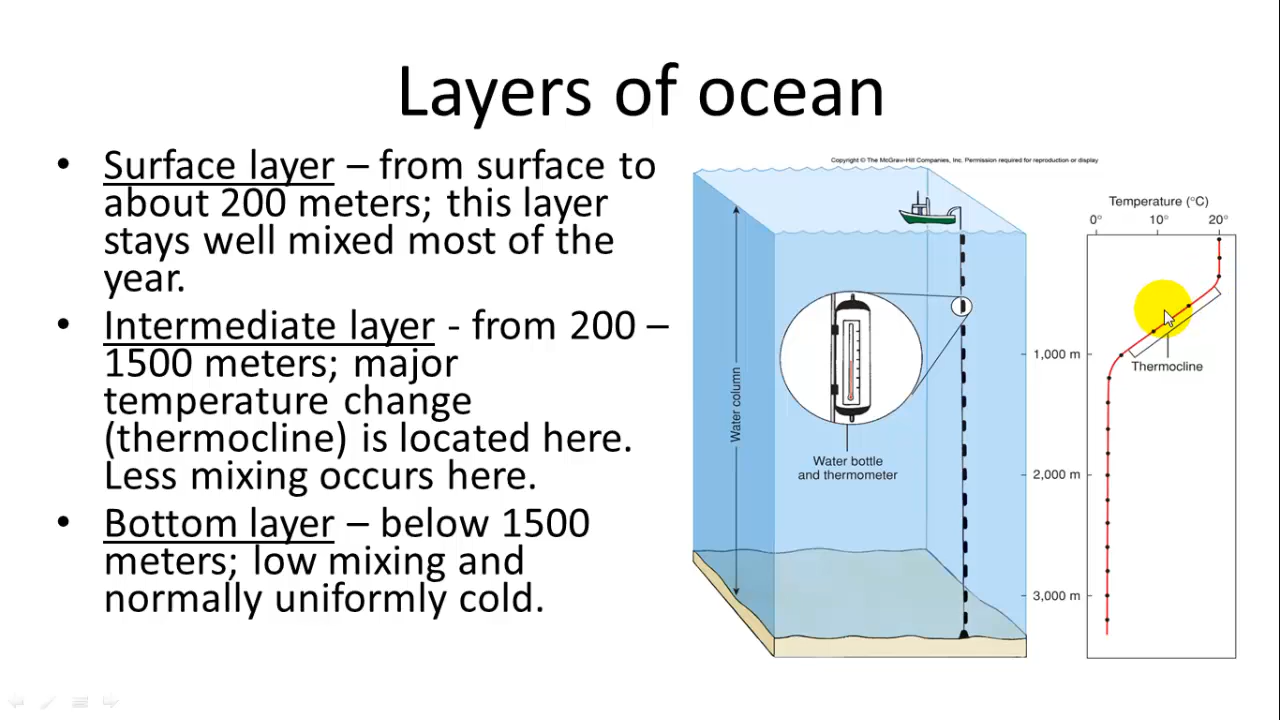 Layers of ocean
• Surface layer – from surface to
about 200 meters; this layer
stays well mixed most of the
year.
• Intermediate layer - from 200 –
1500 meters; major
temperature change
(thermocline) is located here.
Less mixing occurs here.
• Bottom layer – below 1500
meters; low mixing and
normally uniformly cold.
Copyright © The McGraw-Hill Companies, Inc. Permission required for reproduction or display
Water column
Water bottle
and thermometer
Temperature (°C)
0° 10° 20°
1,000 m
Thermocline
2,000 m
3,000 m